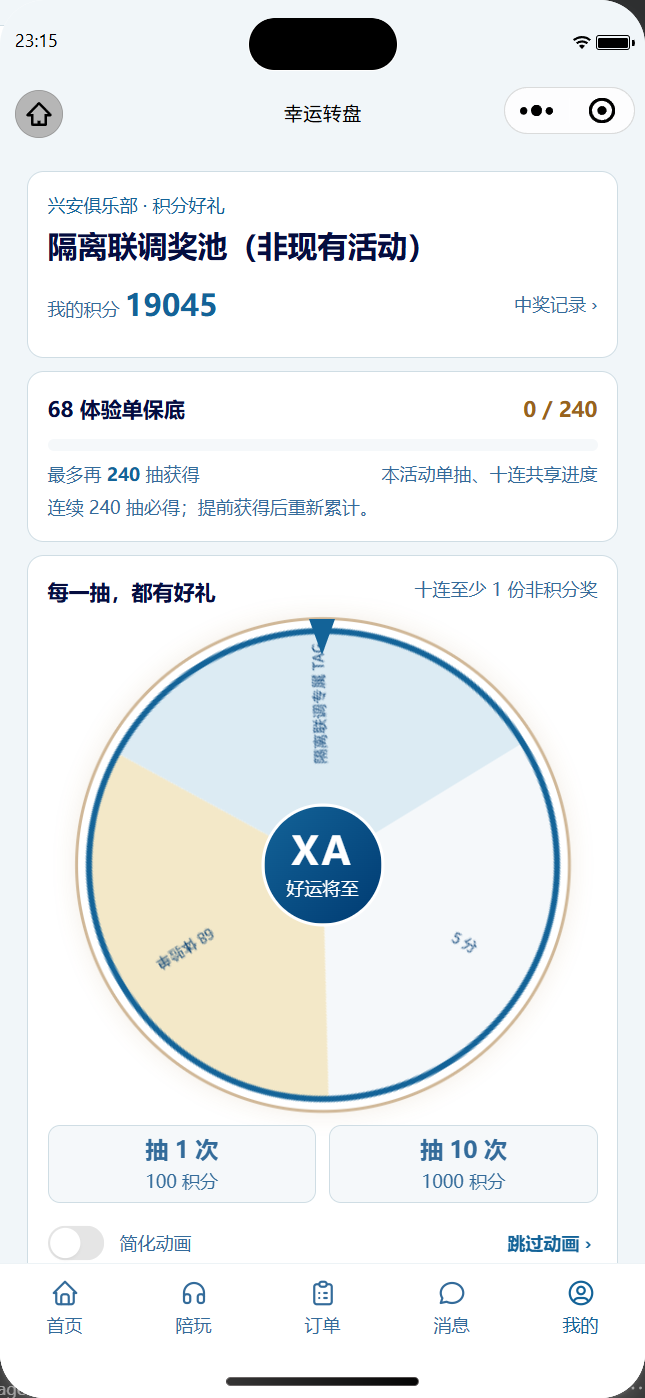 23:15
幸运转盘
兴安俱乐部 · 积分好礼
隔离联调奖池（非现有活动）
我的积分 19045
中奖记录 ›
68 体验单保底
0 / 240
最多再 240 抽获得
本活动单抽、十连共享进度
连续 240 抽必得；提前获得后重新累计。
每一抽，都有好礼
十连至少 1 份非积分奖
隔离联调专属 TAG
XA
好运将至
68 体验单
5 分
抽 1 次
100 积分
抽 10 次
1000 积分
简化动画
跳过动画 ›
首页
陪玩
订单
消息
我的